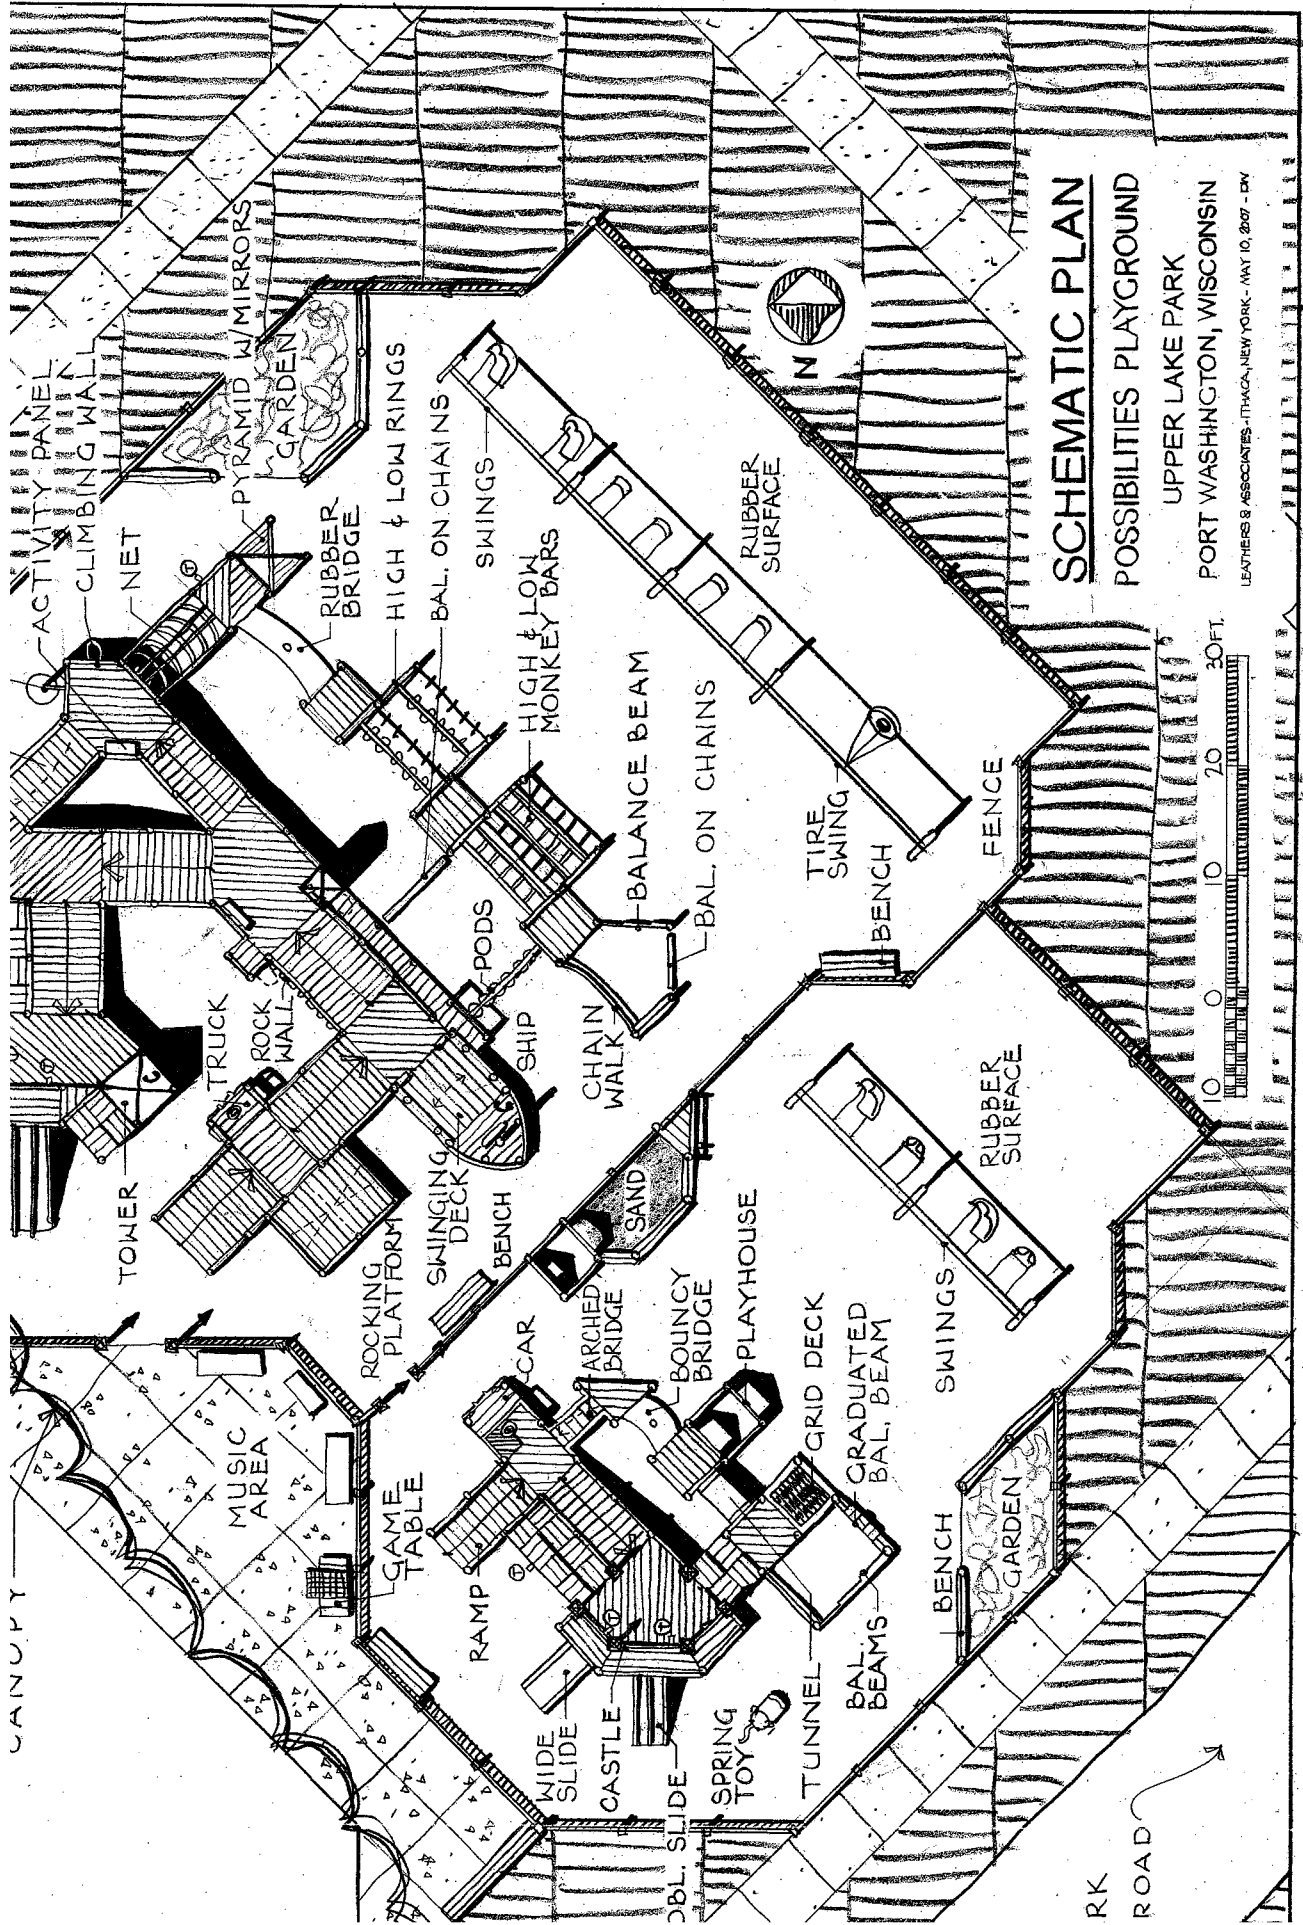 CANOPY
ACTIVITY PANEL
CLIMBING WALL
NET
TOWER
C
TRUCK
ROCK
WALL
PYRAMID W/MIRRORS
GARDEN
T
T
RUBBER
BRIDGE
MUSIC
AREA
HIGH & LOW RINGS
ROCKING
PLATFORM
GAME
TABLE
BAL. ON CHAINS
SWINGING
DECK
PODS
SWINGS
BENCH
SHIP
RAMP
T
CAR
HIGH & LOW
MONKEY BARS
WIDE
SLIDE
CHAIN
WALK
ARCHED
BRIDGE
CASTLE
T
T
BALANCE BEAM
SAND
DBL. SLIDE
BOUNCY
BRIDGE
BAL. ON CHAINS
SPRING
TOY
PLAYHOUSE
RUBBER
SURFACE
N
TUNNEL
GRID DECK
TIRE
SWING
BAL.
BEAMS
GRADUATED
BAL. BEAM
BENCH
BENCH
SWINGS
FENCE
RUBBER
SURFACE
GARDEN
SCHEMATIC PLAN
POSSIBILITIES PLAYGROUND
UPPER LAKE PARK
PORT WASHINGTON, WISCONSIN
LEATHERS & ASSOCIATES-ITHACA, NEW YORK- MAY 10, 2007 - DW
10 0 10 20 30 FT.
RK
ROAD